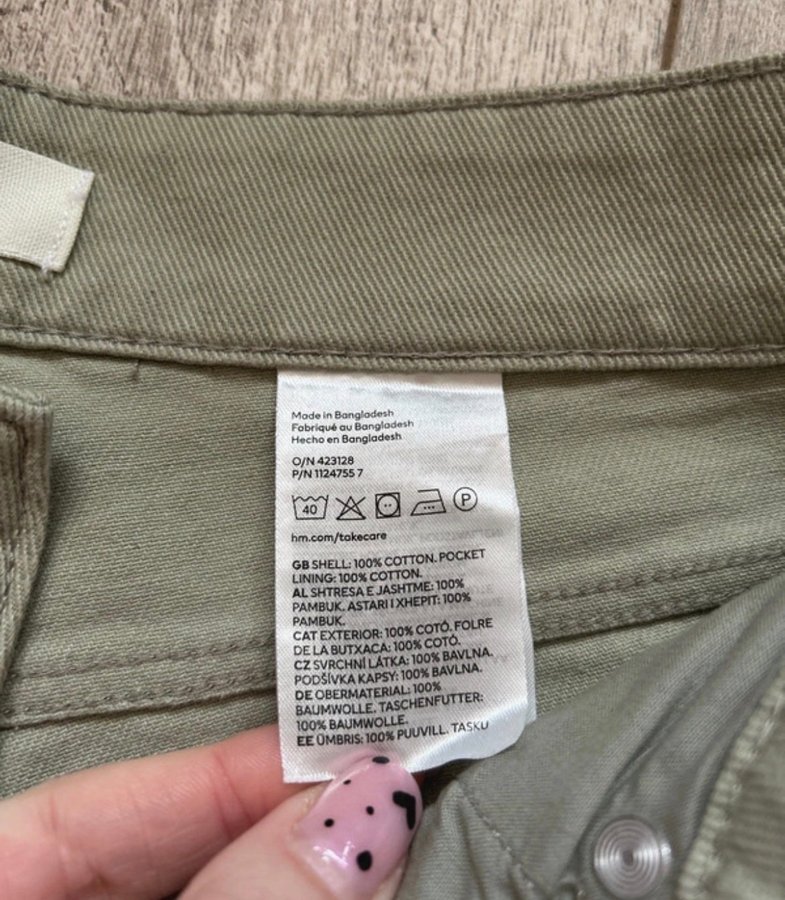 Made in Bangladesh
Fabriqué au Bangladesh
Hecho en Bangladesh
O/N 423128
P/N 1124755 7
40 P
hm.com/takecare
GB SHELL: 100% COTTON. POCKET
LINING: 100% COTTON.
AL SHTRESA E JASHTME: 100%
PAMBUK. ASTARI I XHEPIT: 100%
PAMBUK.
CAT EXTERIOR: 100% COTÓ. FOLRE
DE LA BUTXACA: 100% COTÓ.
CZ SVRCHNÍ LÁTKA: 100% BAVLNA.
PODŠÍVKA KAPSY: 100% BAVLNA.
DE OBERMATERIAL: 100%
BAUMWOLLE. TASCHENFUTTER:
100% BAUMWOLLE.
EE ÜMBRIS: 100% PUUVILL. TASKU